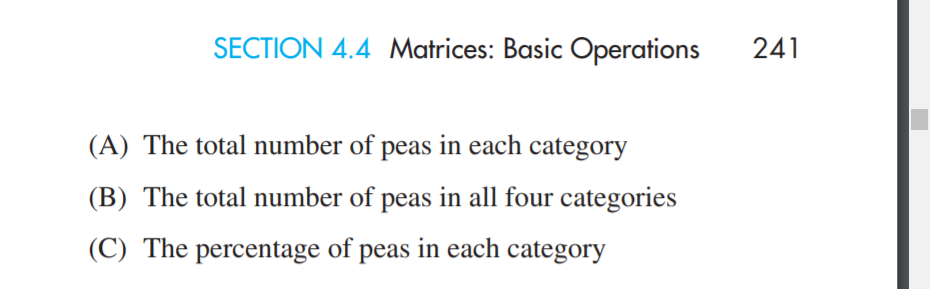 SECTION 4.4 Matrices: Basic Operations 241
(A) The total number of peas in each category
(B) The total number of peas in all four categories
(C) The percentage of peas in each category